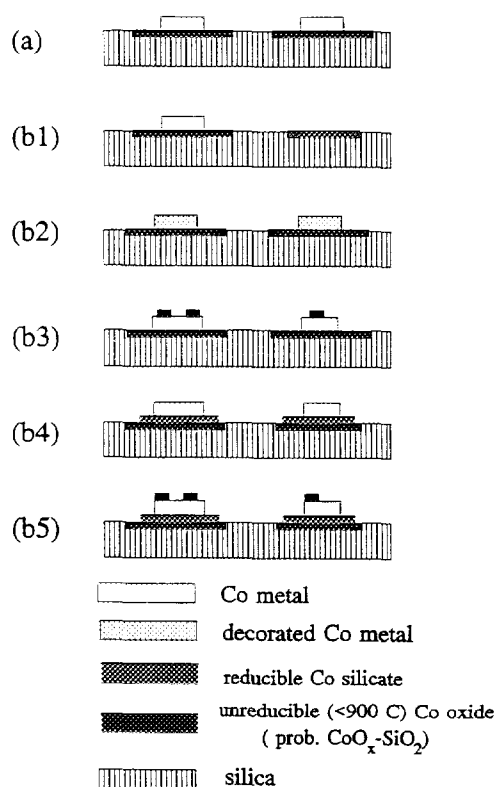 (a)
(b1)
(b2)
(b3)
(b4)
(b5)
Co metal
decorated Co metal
reducible Co silicate
unreducible (<900 C) Co oxide
( prob. CoOₓ-SiO₂)
silica